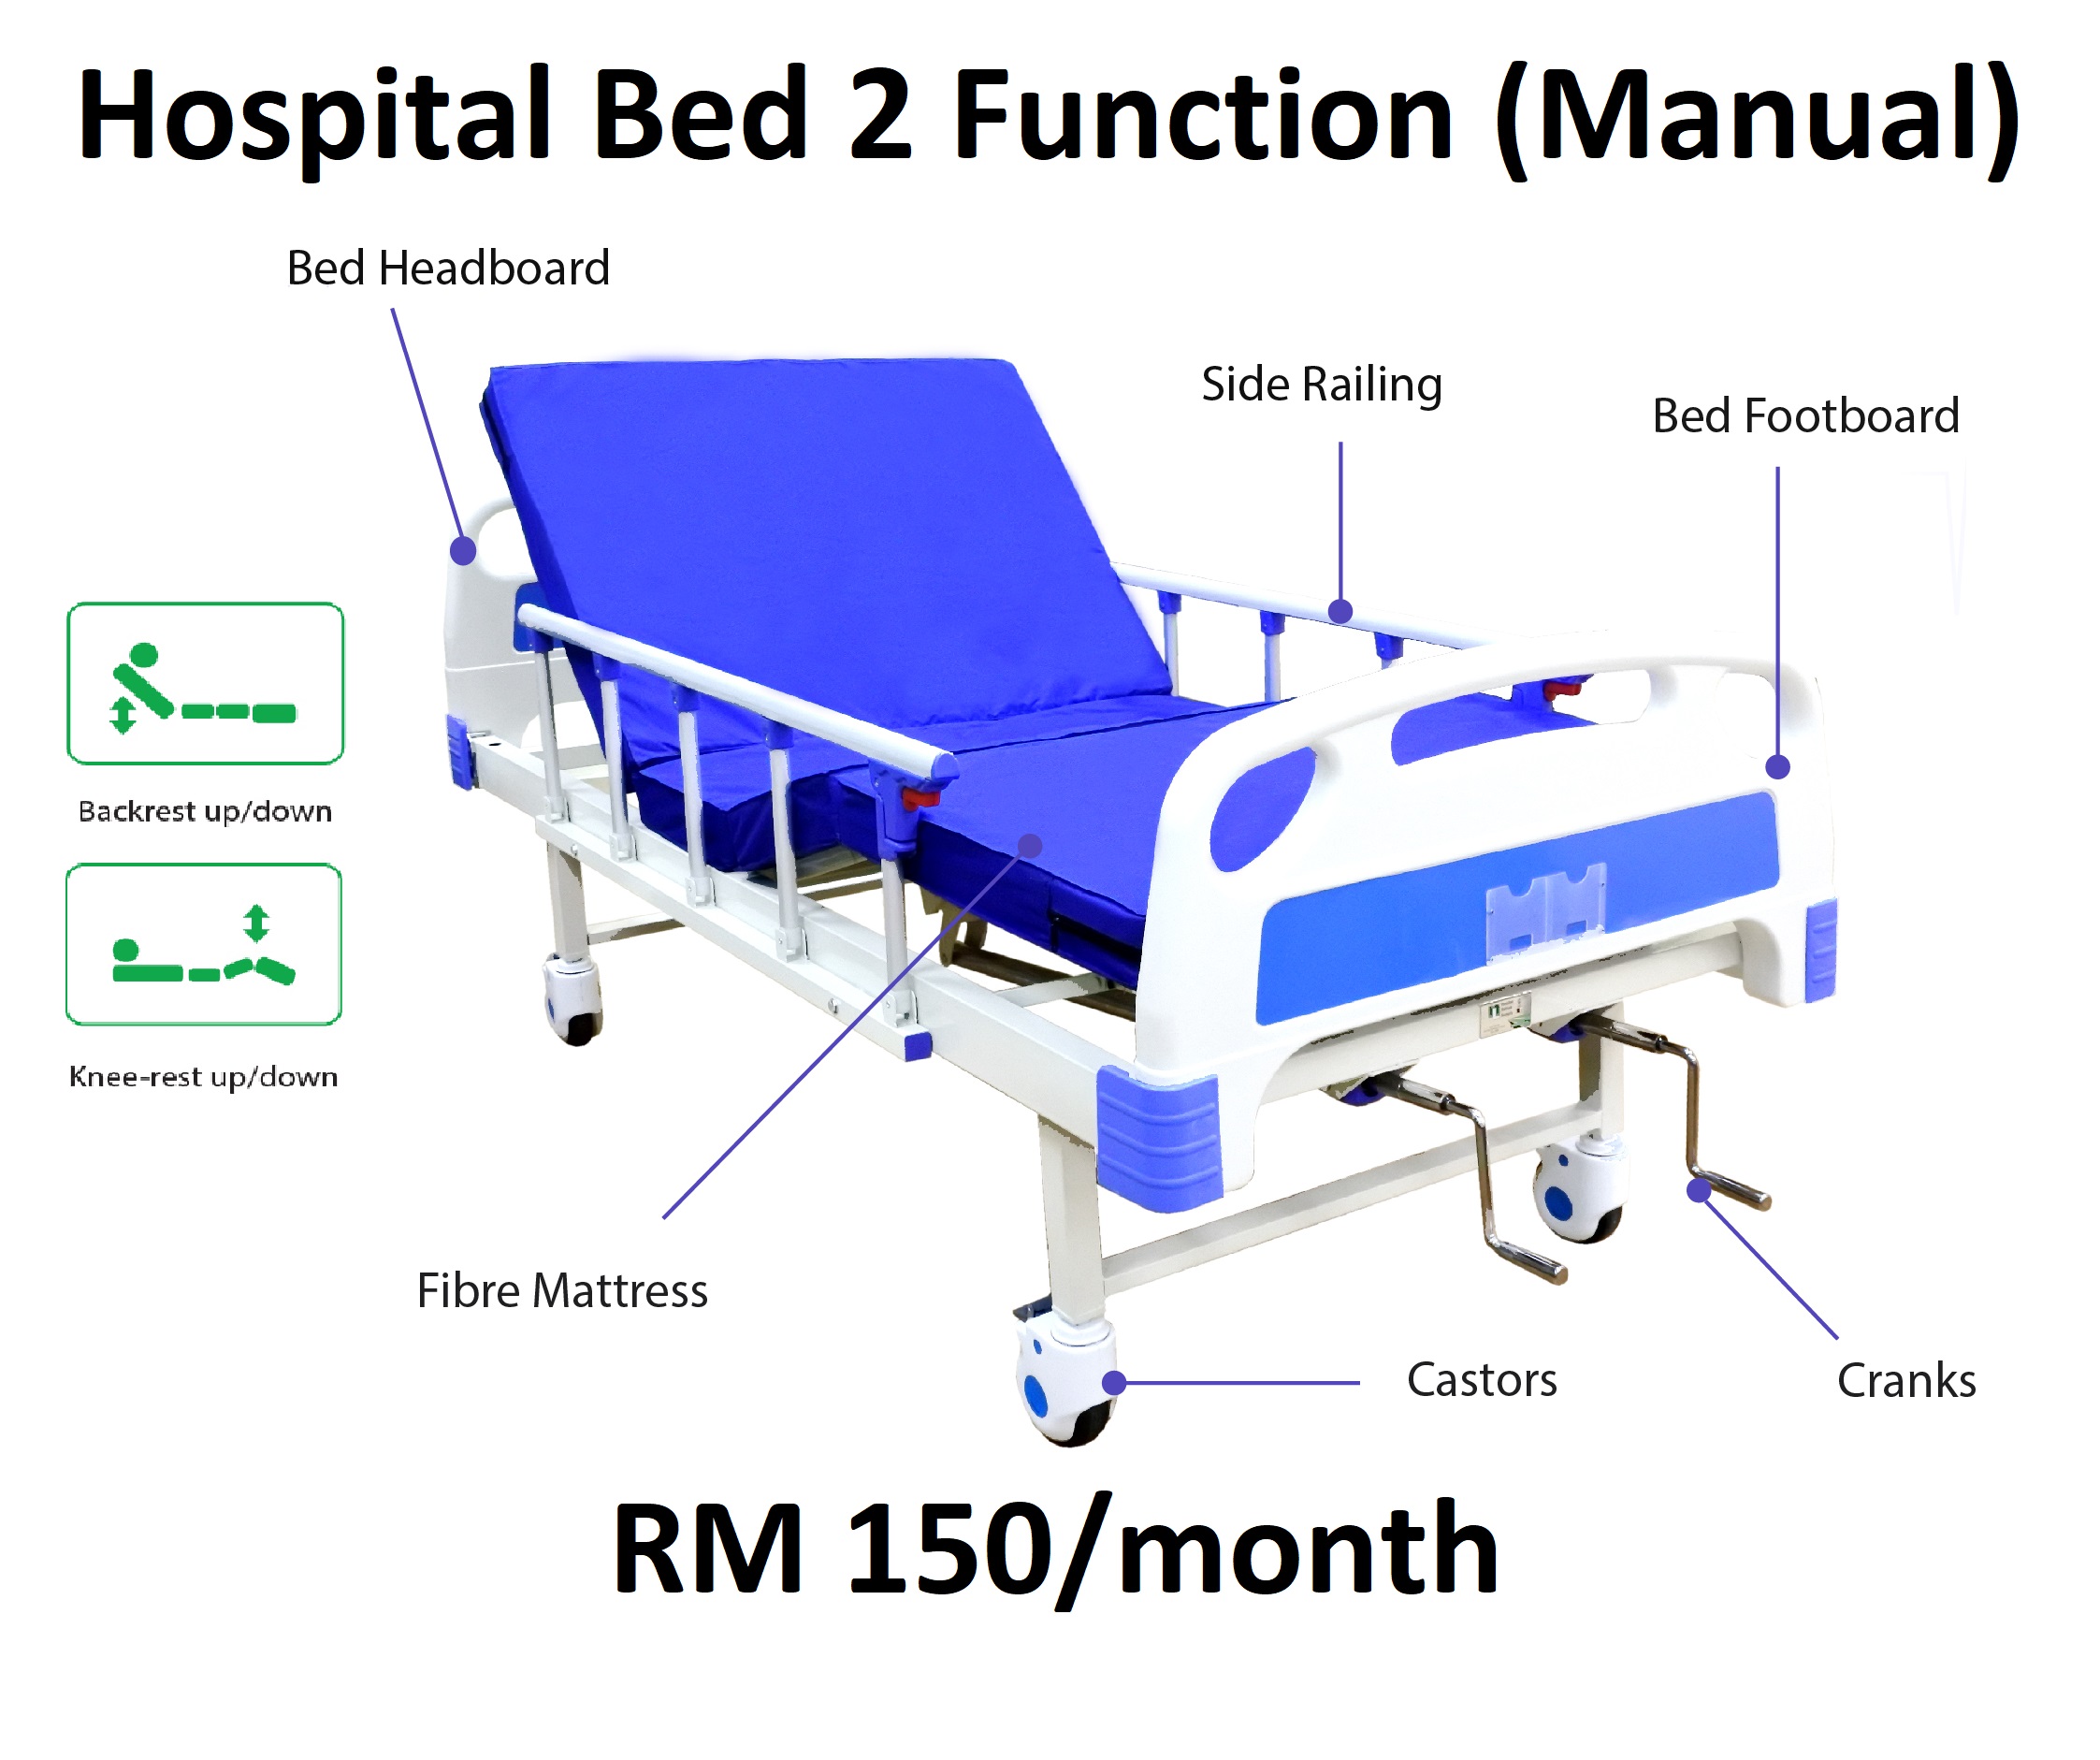 Hospital Bed 2 Function (Manual)
Bed Headboard
Side Railing
Bed Footboard
Backrest up/down
Knee-rest up/down
Fibre Mattress
Castors
Cranks
RM 150/month